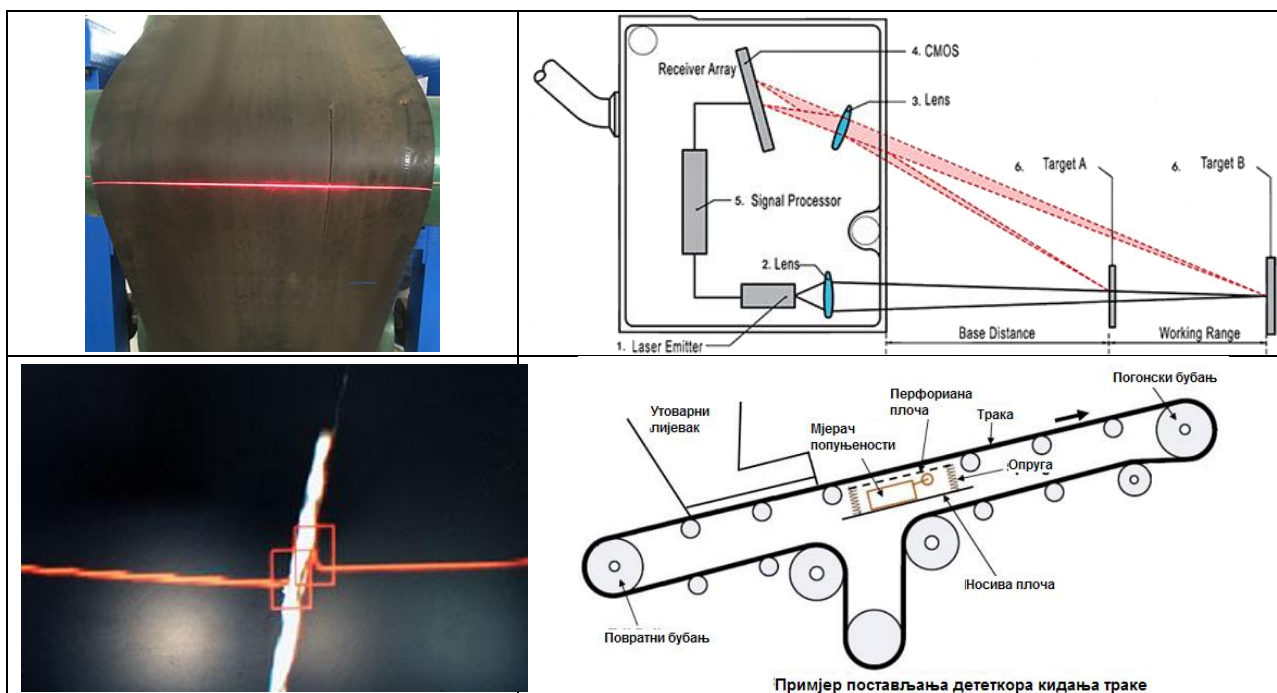 4. CMOS
Receiver Array
3. Lens
6. Target A
6. Target B
5. Signal Processor
2. Lens
1. Laser Emitter
Base Distance
Working Range
Погонски бубањ
Перфориана
плоча
Трака
Утоварни
лијевак
Мјерач
попуњености
Опруга
Носива плоча
Повратни бубањ
Примјер постављања дететкора кидања траке